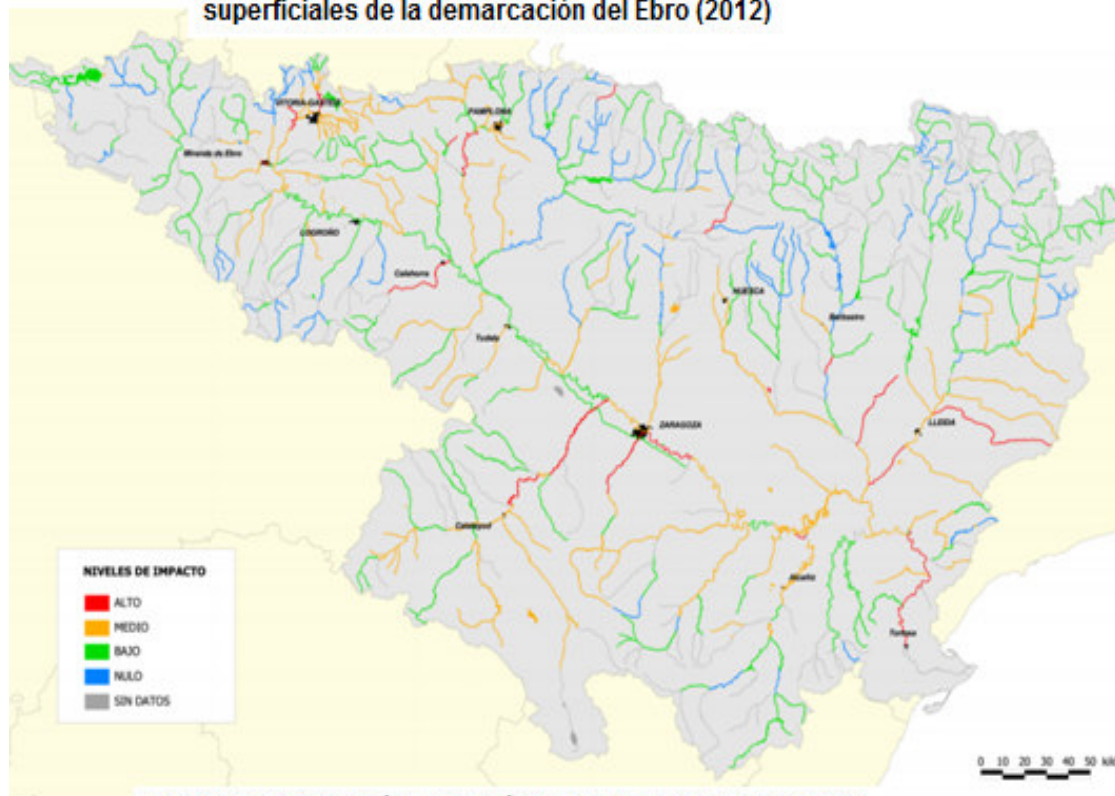 superficiales de la demarcación del Ebro (2012)
VITORIA-GASTEIZ
PAMPLONA
Miranda de Ebro
LOGROÑO
Calahorra
HUESCA
Barbastro
Tudela
ZARAGOZA
LLEIDA
Calatayud
Alcañiz
Tortosa
NIVELES DE IMPACTO
ALTO
MEDIO
BAJO
NULO
SIN DATOS
0 10 20 30 40 50 kil